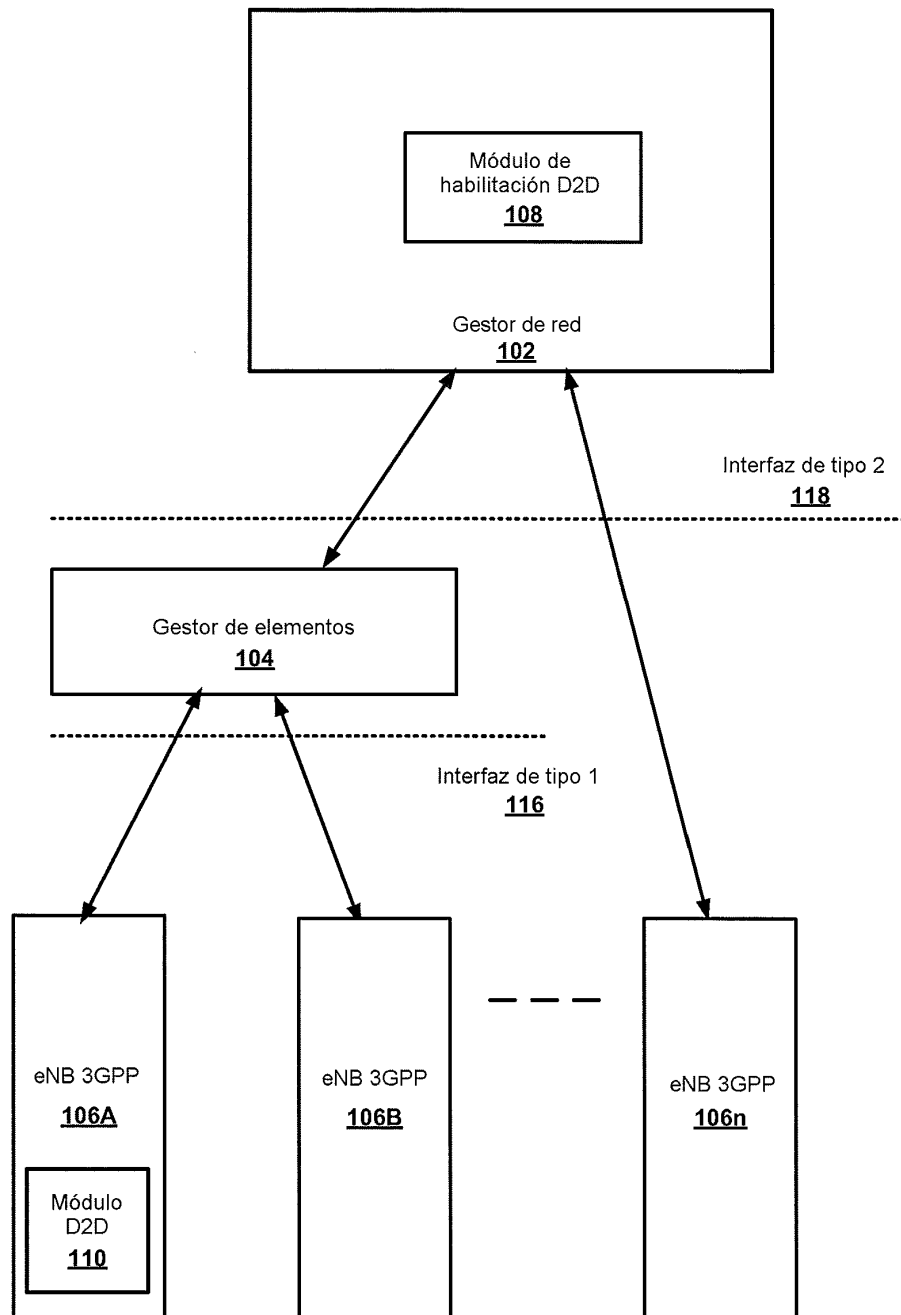 Módulo de
habilitación D2D
108
Gestor de red
102
Interfaz de tipo 2
118
Gestor de elementos
104
Interfaz de tipo 1
116
eNB 3GPP
106A
eNB 3GPP
106B
eNB 3GPP
106n
Módulo
D2D
110